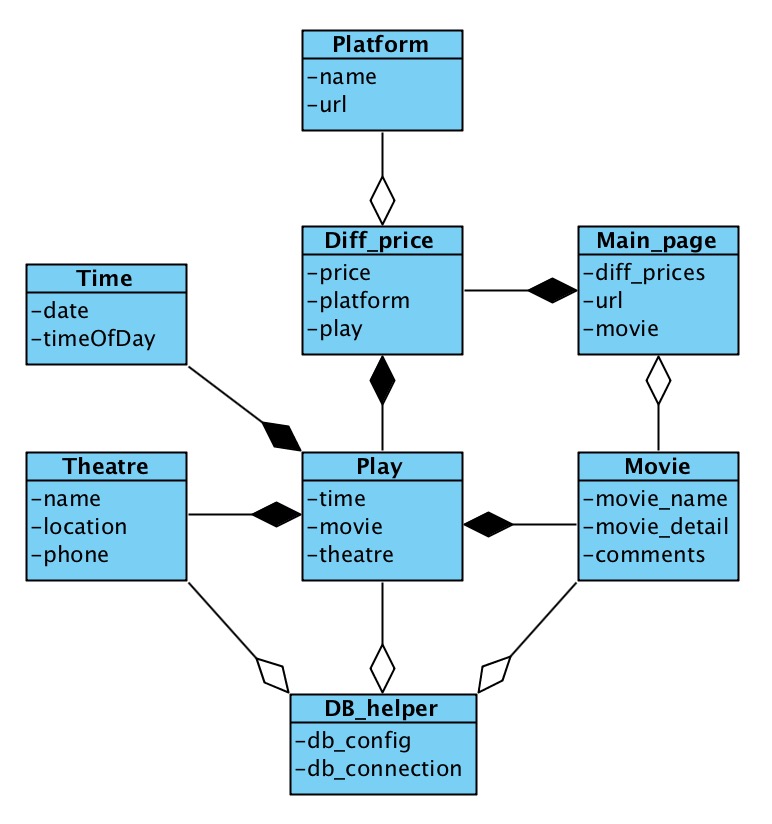 Platform
-name
-url
Diff_price
-price
-platform
-play
Main_page
-diff_prices
-url
-movie
Time
-date
-timeOfDay
Theatre
-name
-location
-phone
Play
-time
-movie
-theatre
Movie
-movie_name
-movie_detail
-comments
DB_helper
-db_config
-db_connection